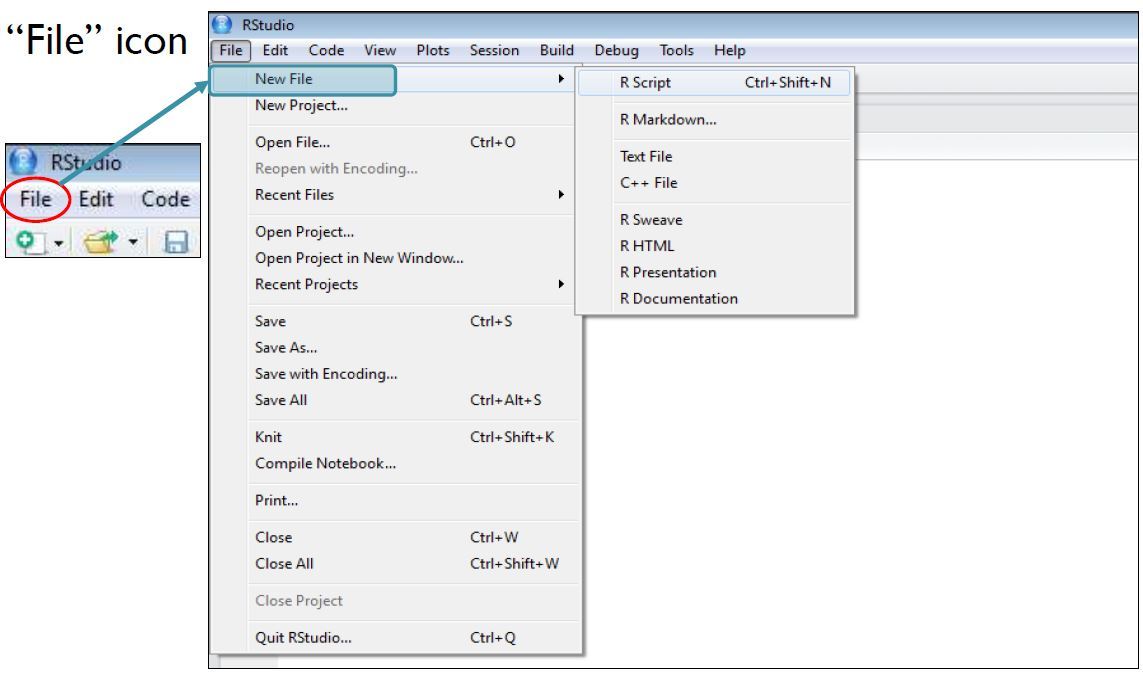 “File” icon
RStudio
File Edit Code
RStudio
File Edit Code View Plots Session Build Debug Tools Help
New File
New Project...
Open File... Ctrl+O
Reopen with Encoding...
Recent Files
Open Project...
Open Project in New Window...
Recent Projects
Save Ctrl+S
Save As...
Save with Encoding...
Save All Ctrl+Alt+S
Knit Ctrl+Shift+K
Compile Notebook...
Print...
Close Ctrl+W
Close All Ctrl+Shift+W
Close Project
Quit RStudio... Ctrl+Q
R Script Ctrl+Shift+N
R Markdown...
Text File
C++ File
R Sweave
R HTML
R Presentation
R Documentation